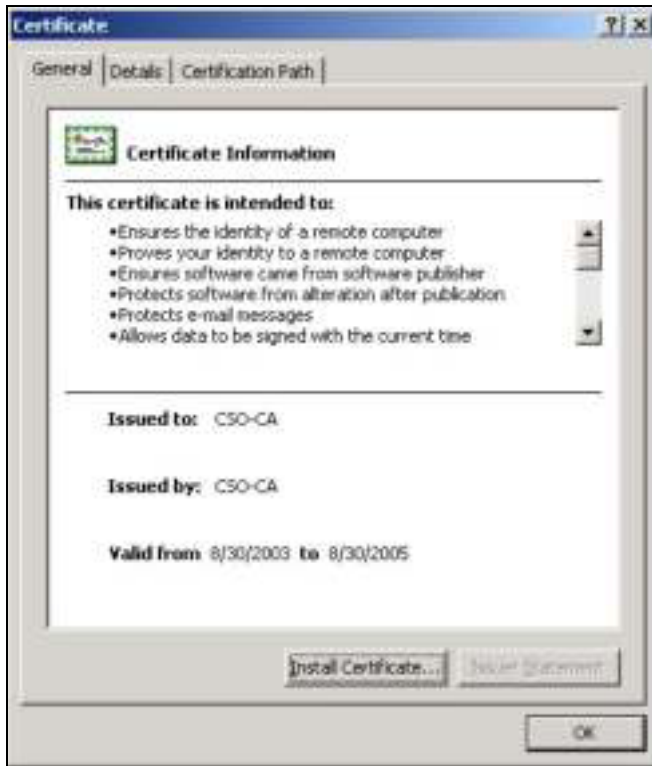 Certificate
General Details Certification Path
Certificate Information
This certificate is intended to:
•Ensures the identity of a remote computer
•Proves your identity to a remote computer
•Ensures software came from software publisher
•Protects software from alteration after publication
•Protects e-mail messages
•Allows data to be signed with the current time
Issued to: CSO-CA
Issued by: CSO-CA
Valid from 8/30/2003 to 8/30/2005
Install Certificate... Issuer Statement
OK